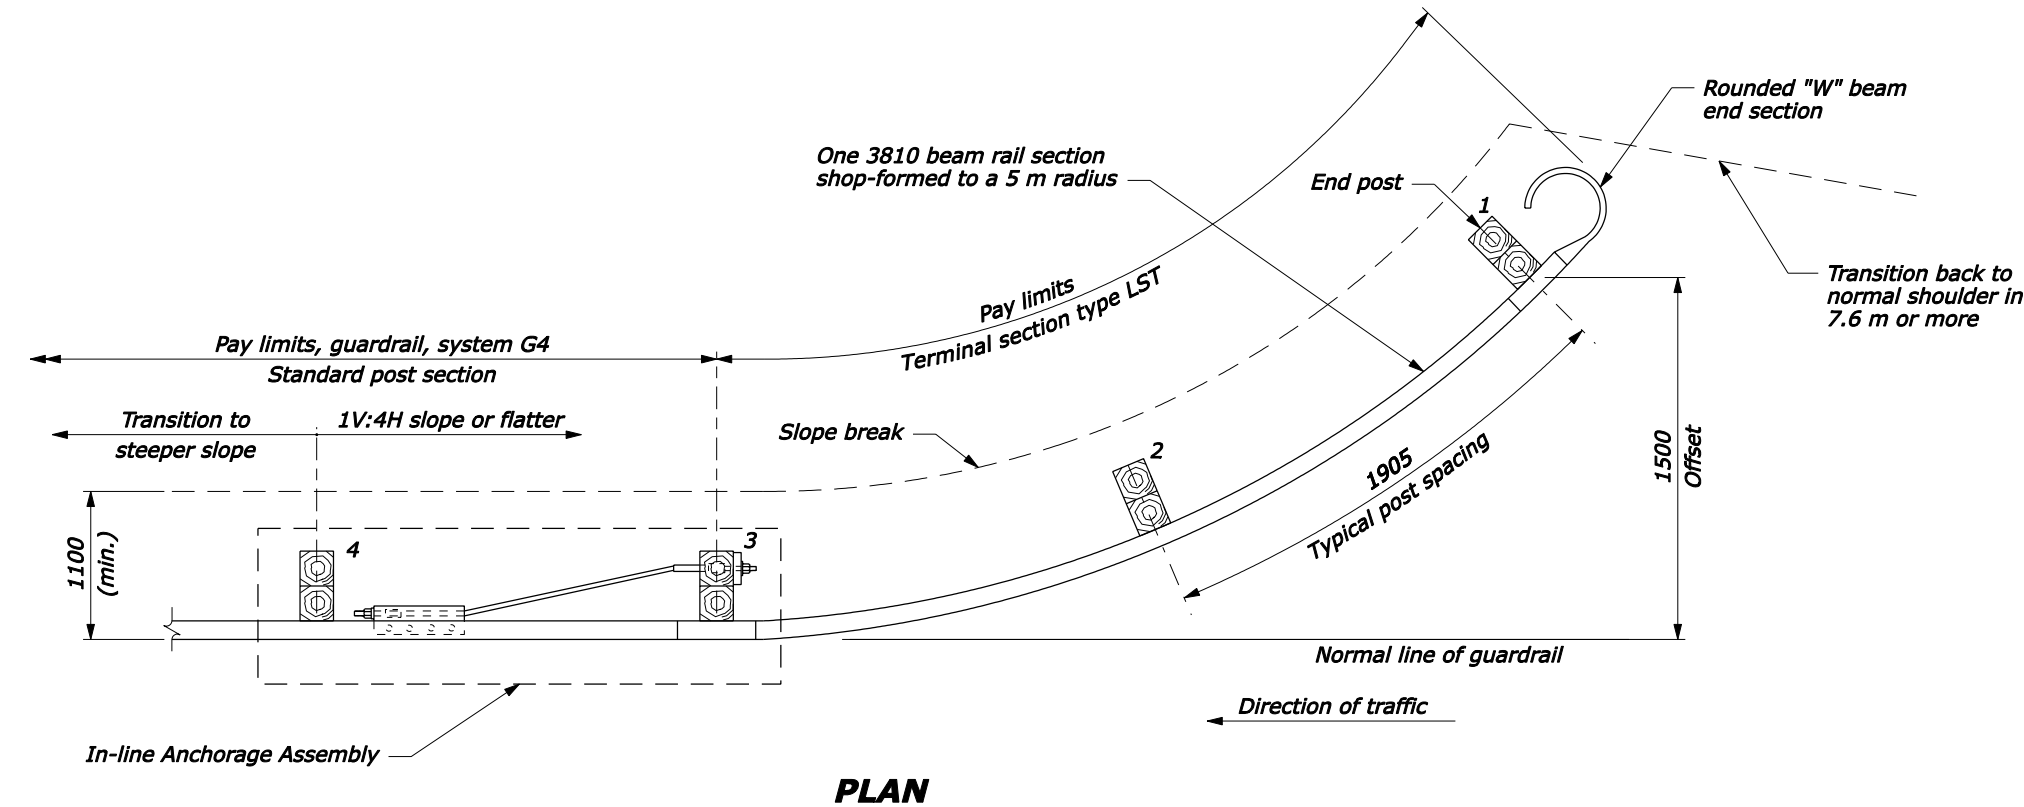 Rounded "W" beam
end section
One 3810 beam rail section
shop-formed to a 5 m radius
End post
1
Transition back to
normal shoulder in
7.6 m or more
Pay limits
Terminal section type LST
Pay limits, guardrail, system G4
Standard post section
Transition to
steeper slope
1V:4H slope or flatter
Slope break
2
1905
Typical post spacing
1500
Offset
1100
(min.)
4
3
Normal line of guardrail
Direction of traffic
In-line Anchorage Assembly
PLAN